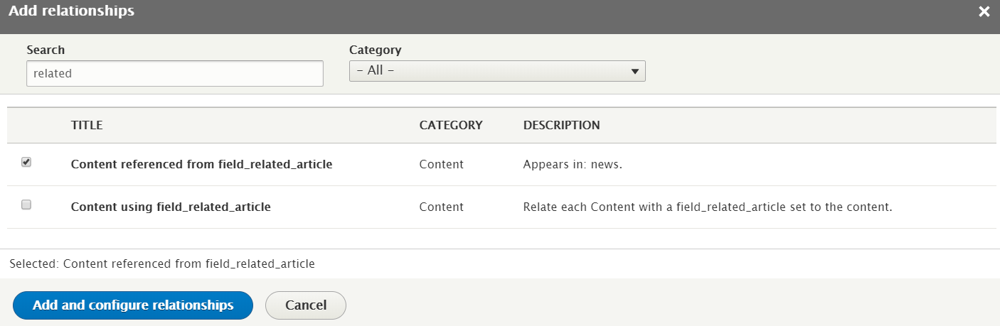 Add relationships
Search Category
related - All -
TITLE CATEGORY DESCRIPTION
Content referenced from field_related_article Content Appears in: news.
Content using field_related_article Content Relate each Content with a field_related_article set to the content.
Selected: Content referenced from field_related_article
Add and configure relationships Cancel